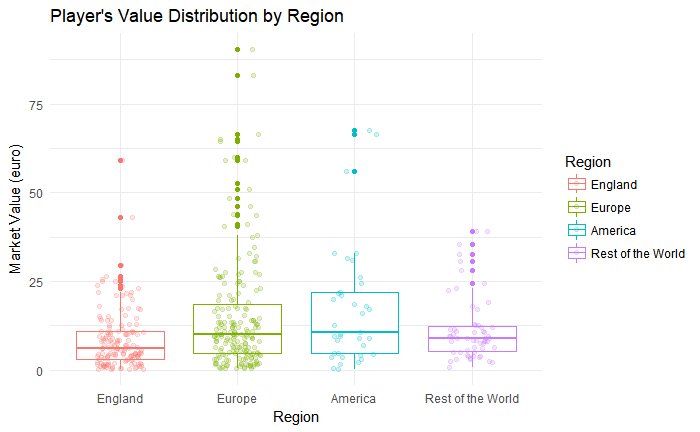 Player's Value Distribution by Region
Market Value (euro)
75
50
25
0
England
Europe
America
Rest of the World
Region
Region
England
Europe
America
Rest of the World